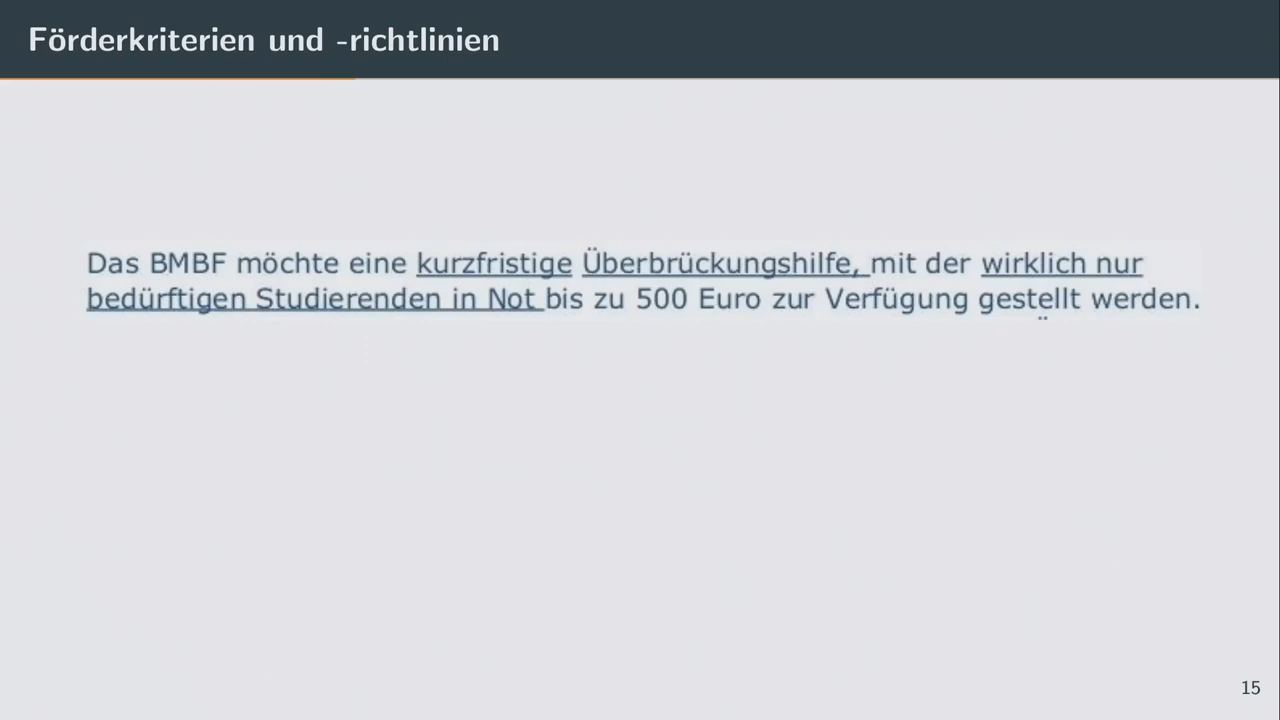 Förderkriterien und -richtlinien
Das BMBF möchte eine kurzfristige Überbrückungshilfe, mit der wirklich nur
bedürftigen Studierenden in Not bis zu 500 Euro zur Verfügung gestellt werden.
15